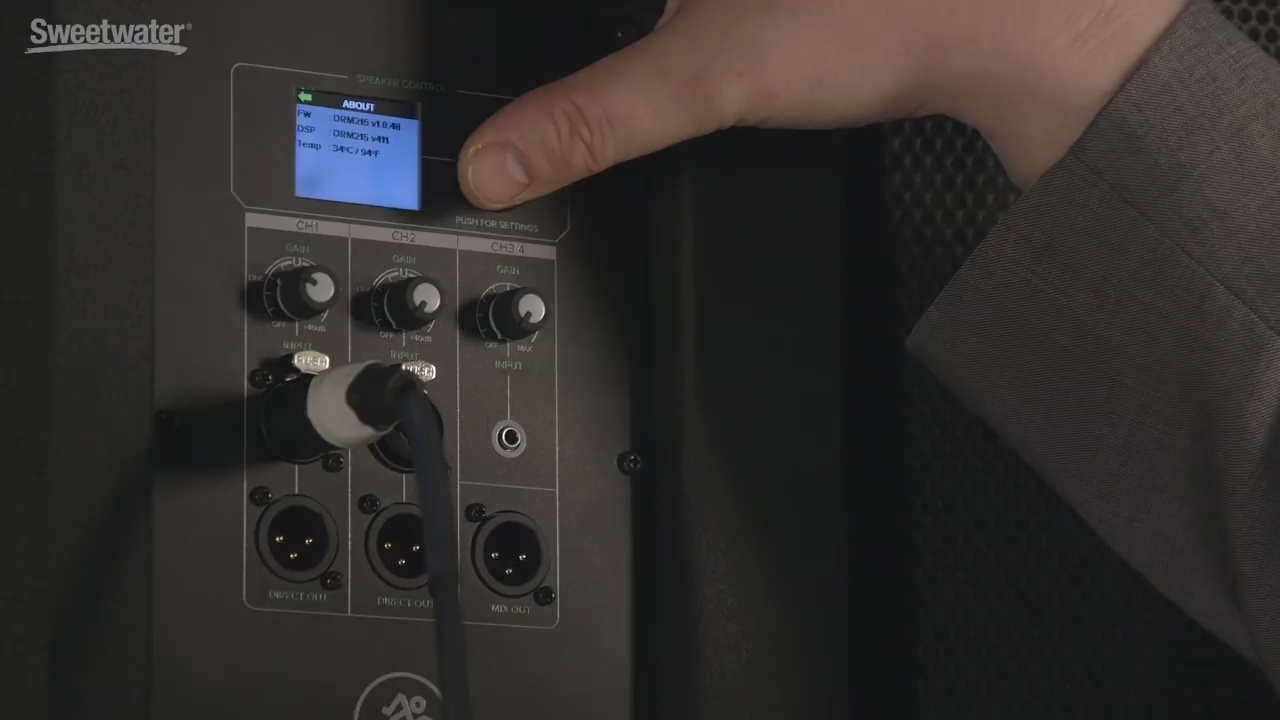 Sweetwater®
SPEAKER CONTROL
ABOUT
FW : DRM215 v1.0.48
DSP : DRM215 v411
Temp : 34°C / 94°F
PUSH FOR SETTINGS
CH1
CH2
CH3/4
GAIN
GAIN
GAIN
U
U
OFF
+40dB
OFF
+40dB
OFF
MAX
INPUT
INPUT
INPUT
PUSH
PUSH
DIRECT OUT
DIRECT OUT
MIX OUT